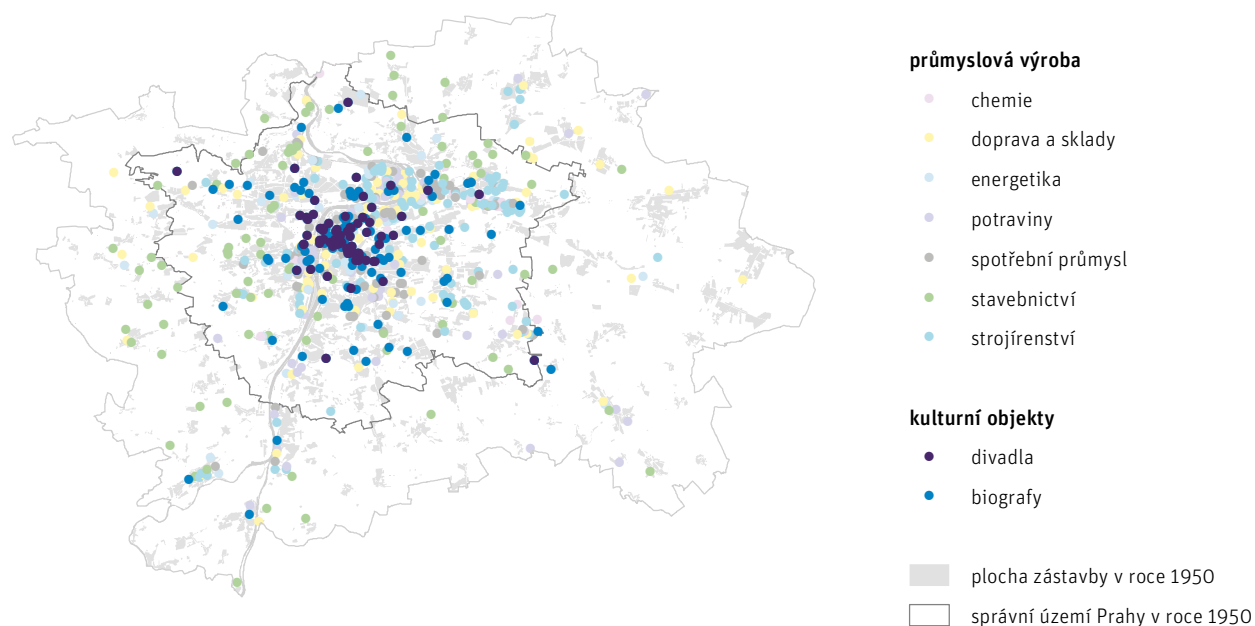 průmyslová výroba
chemie
doprava a sklady
energetika
potraviny
spotřební průmysl
stavebnictví
strojírenství
kulturní objekty
divadla
biografy
plocha zástavby v roce 1950
správní území Prahy v roce 1950